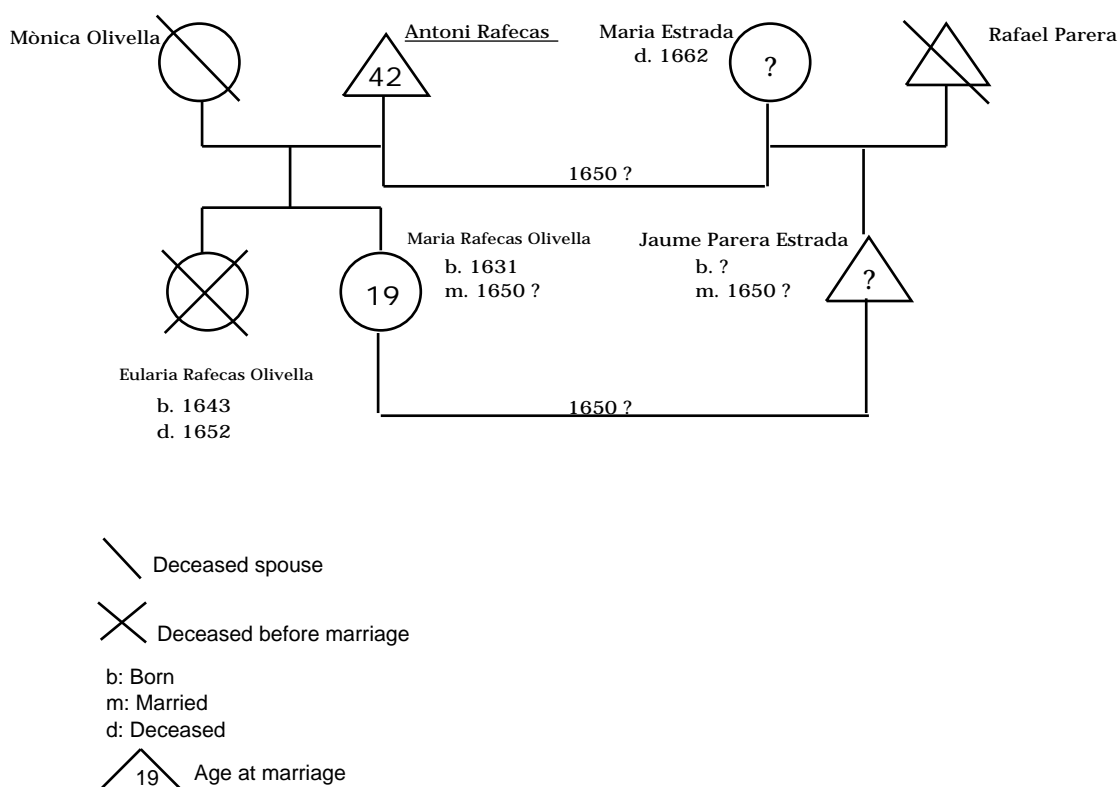 Mònica Olivella
Antoni Rafecas
Maria Estrada
d. 1662
Rafael Parera
42
?
1650 ?
Maria Rafecas Olivella
b. 1631
m. 1650 ?
Jaume Parera Estrada
b. ?
m. 1650 ?
19
?
Eularia Rafecas Olivella
b. 1643
d. 1652
1650 ?
Deceased spouse
Deceased before marriage
b: Born
m: Married
d: Deceased
19 Age at marriage